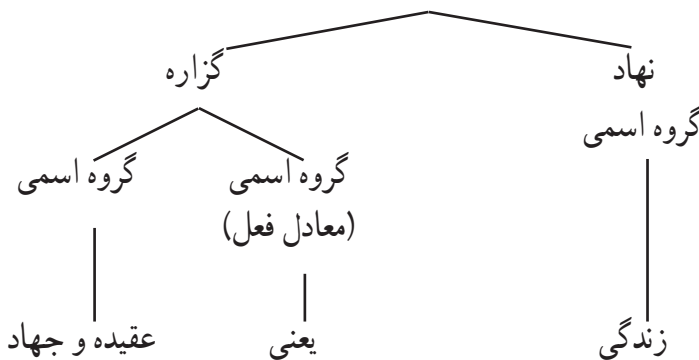 نهاد
گزاره
گروه اسمی
گروه اسمی
گروه اسمی
(معادل فعل)
زندگی
یعنی
عقیده و جهاد